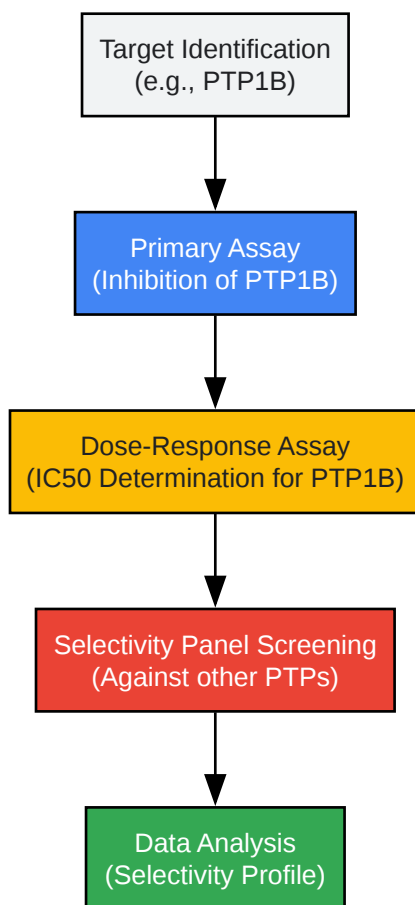 Target Identification
(e.g., PTP1B)
Primary Assay
(Inhibition of PTP1B)
Dose-Response Assay
(IC50 Determination for PTP1B)
Selectivity Panel Screening
(Against other PTPs)
Data Analysis
(Selectivity Profile)